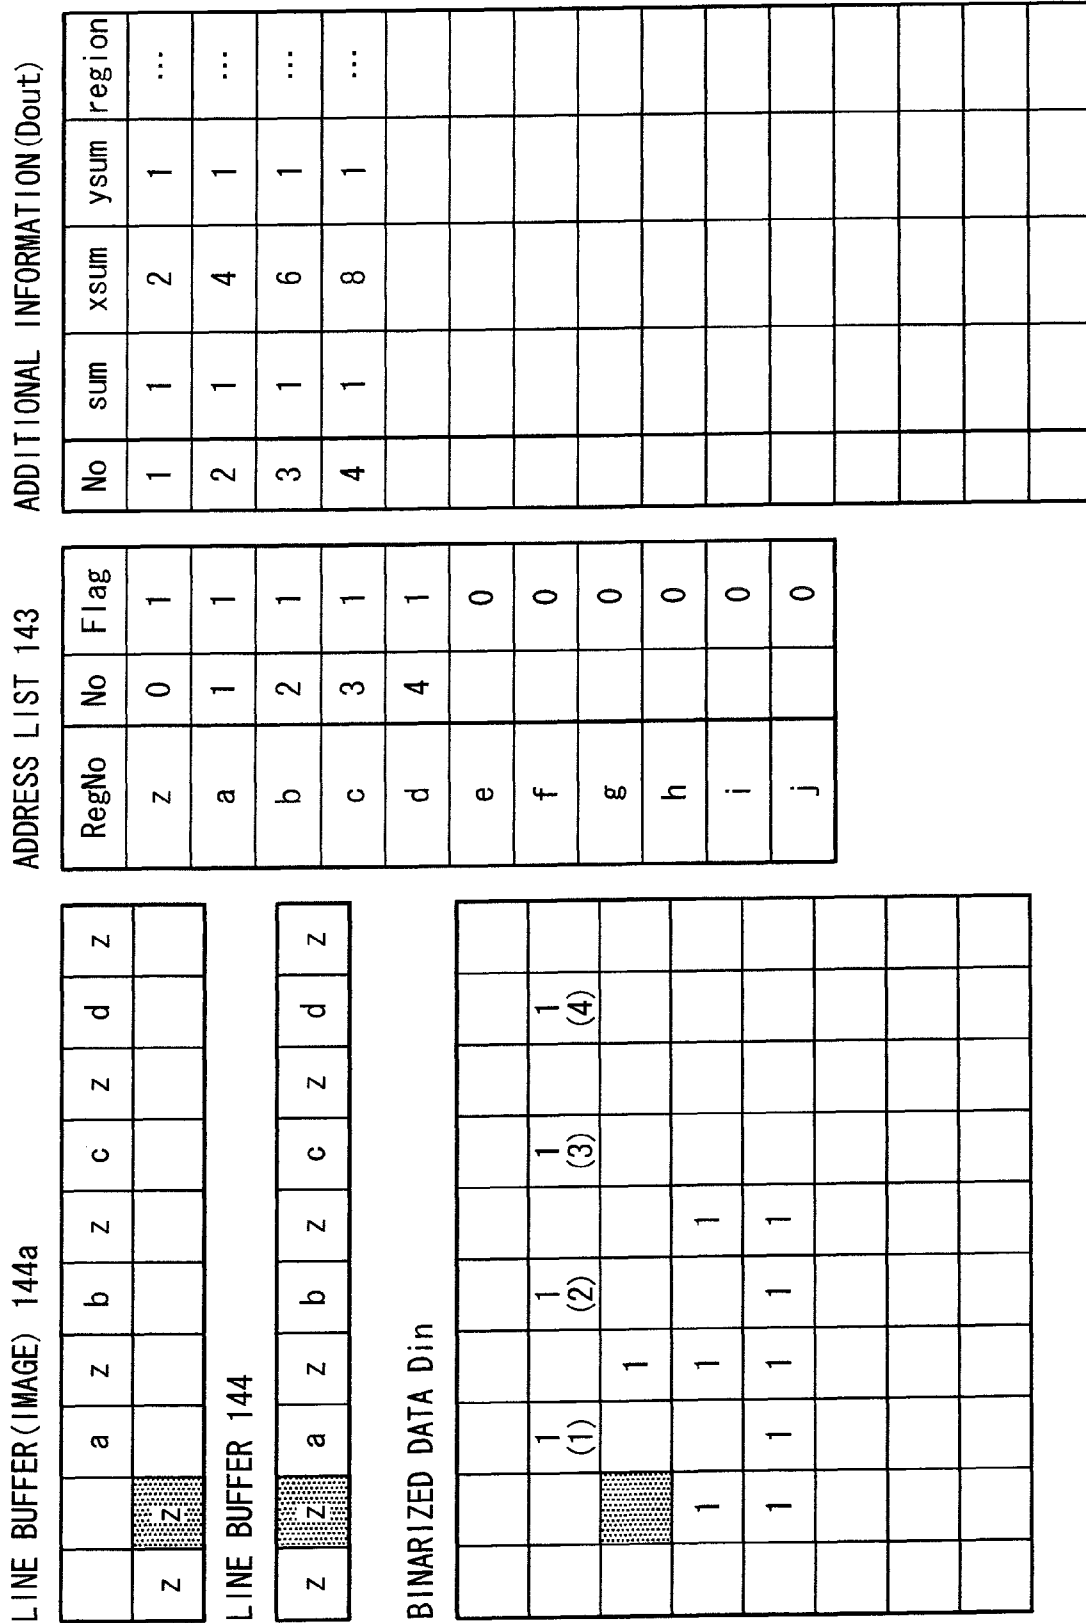 LINE BUFFER(IMAGE) 144a
a z b z c z d z
z z
LINE BUFFER 144
z z a z b z c z d z
BINARIZED DATA Din
1 1 1 1
(1) (2) (3) (4)
1
1 1 1
1 1 1 1 1
ADDRESS LIST 143
RegNo No Flag
z 0 1
a 1 1
b 2 1
c 3 1
d 4 1
e 0
f 0
g 0
h 0
i 0
j 0
ADDITIONAL INFORMATION(Dout)
No sum xsum ysum region
1 1 2 1 ...
2 1 4 1 ...
3 1 6 1 ...
4 1 8 1 ...